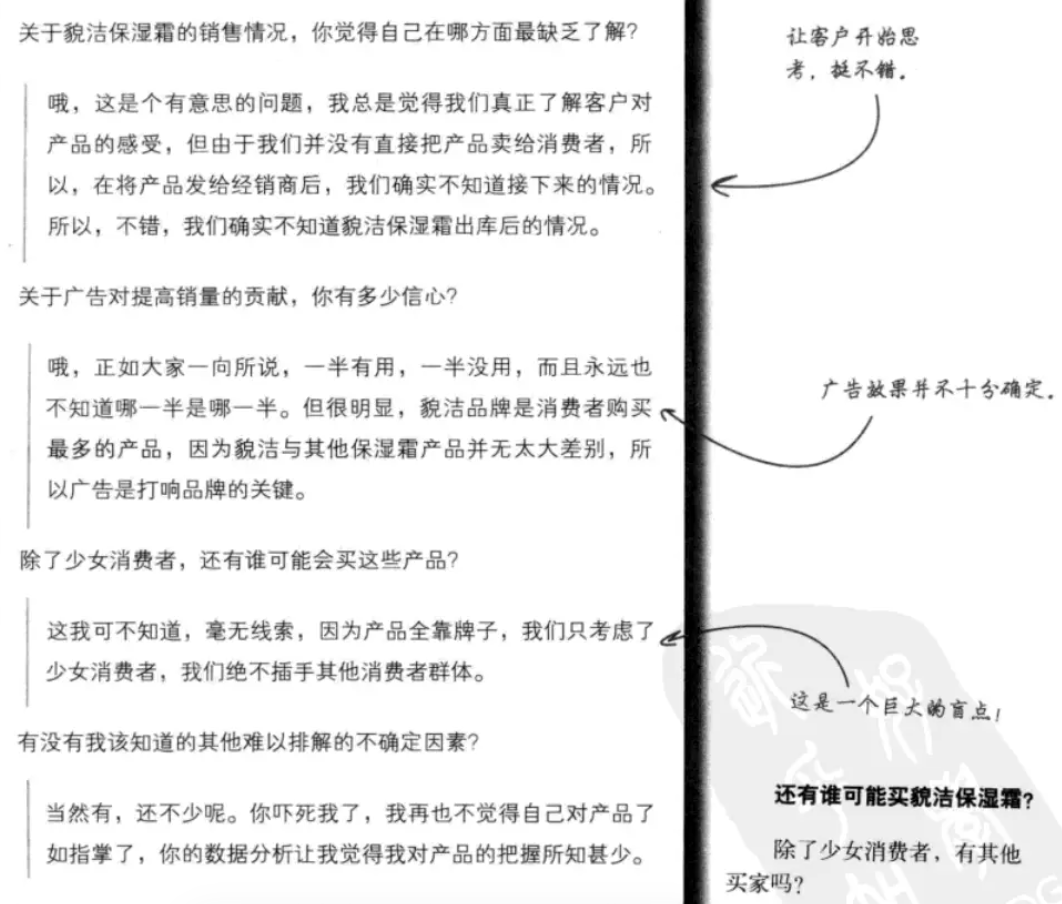 关于貌洁保湿霜的销售情况，你觉得自己在哪方面最缺乏了解？
哦，这是个有意思的问题，我总是觉得我们真正了解客户对
产品的感受，但由于我们并没有直接把产品卖给消费者，所
以，在将产品发给经销商后，我们确实不知道接下来的情况。
所以，不错，我们确实不知道貌洁保湿霜出库后的情况。
让客户开始思
考，挺不错。
关于广告对提高销量的贡献，你有多少信心？
哦，正如大家一向所说，一半有用，一半没用，而且永远也
不知道哪一半是哪一半。但很明显，貌洁品牌是消费者购买
最多的产品，因为貌洁与其他保湿霜产品并无太大差别，所
以广告是打响品牌的关键。
广告效果并不十分确定。
除了少女消费者，还有谁可能会买这些产品？
这我可不知道，毫无线索，因为产品全靠牌子，我们只考虑了
少女消费者，我们绝不插手其他消费者群体。
这是一个巨大的盲点！
有没有我该知道的其他难以排解的不确定因素？
当然有，还不少呢。你吓死我了，我再也不觉得自己对产品了
如指掌了，你的数据分析让我觉得我对产品的把握所知甚少。
还有谁可能买貌洁保湿霜？
除了少女消费者，有其他
买家吗？